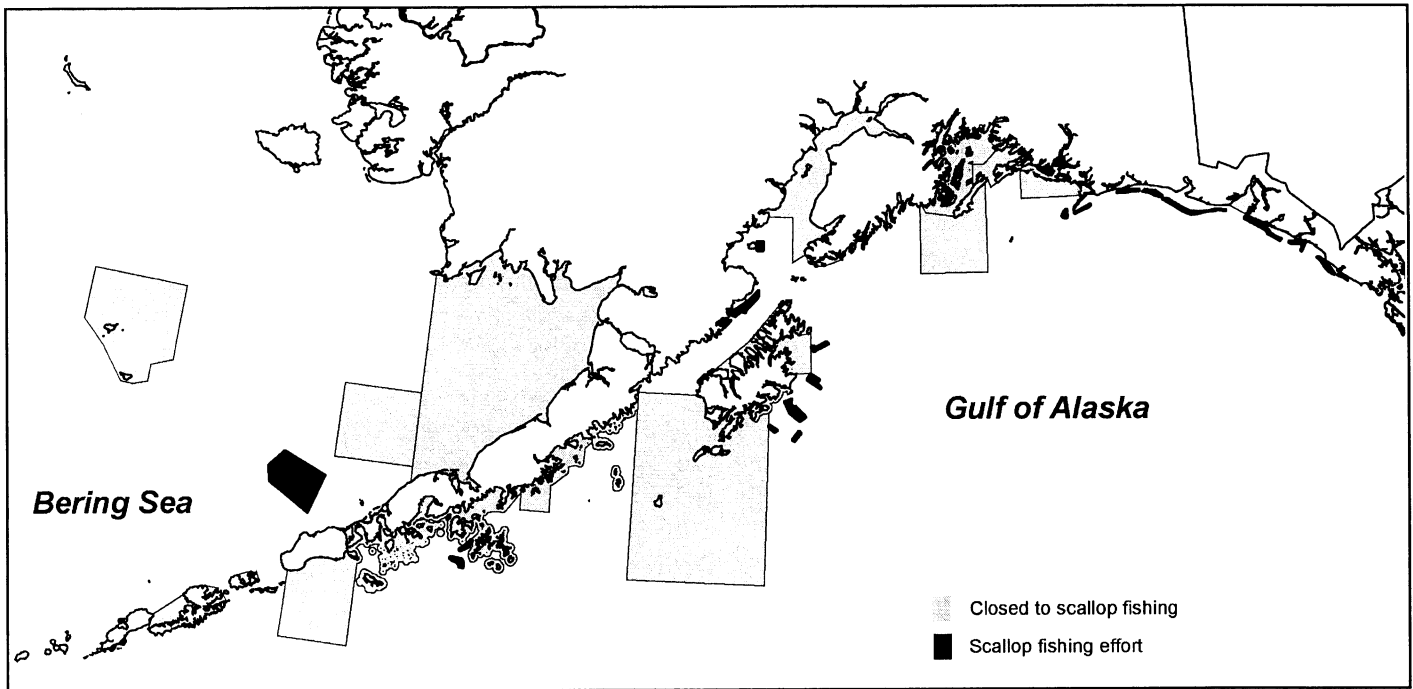 Gulf of Alaska
Bering Sea
Closed to scallop fishing
Scallop fishing effort